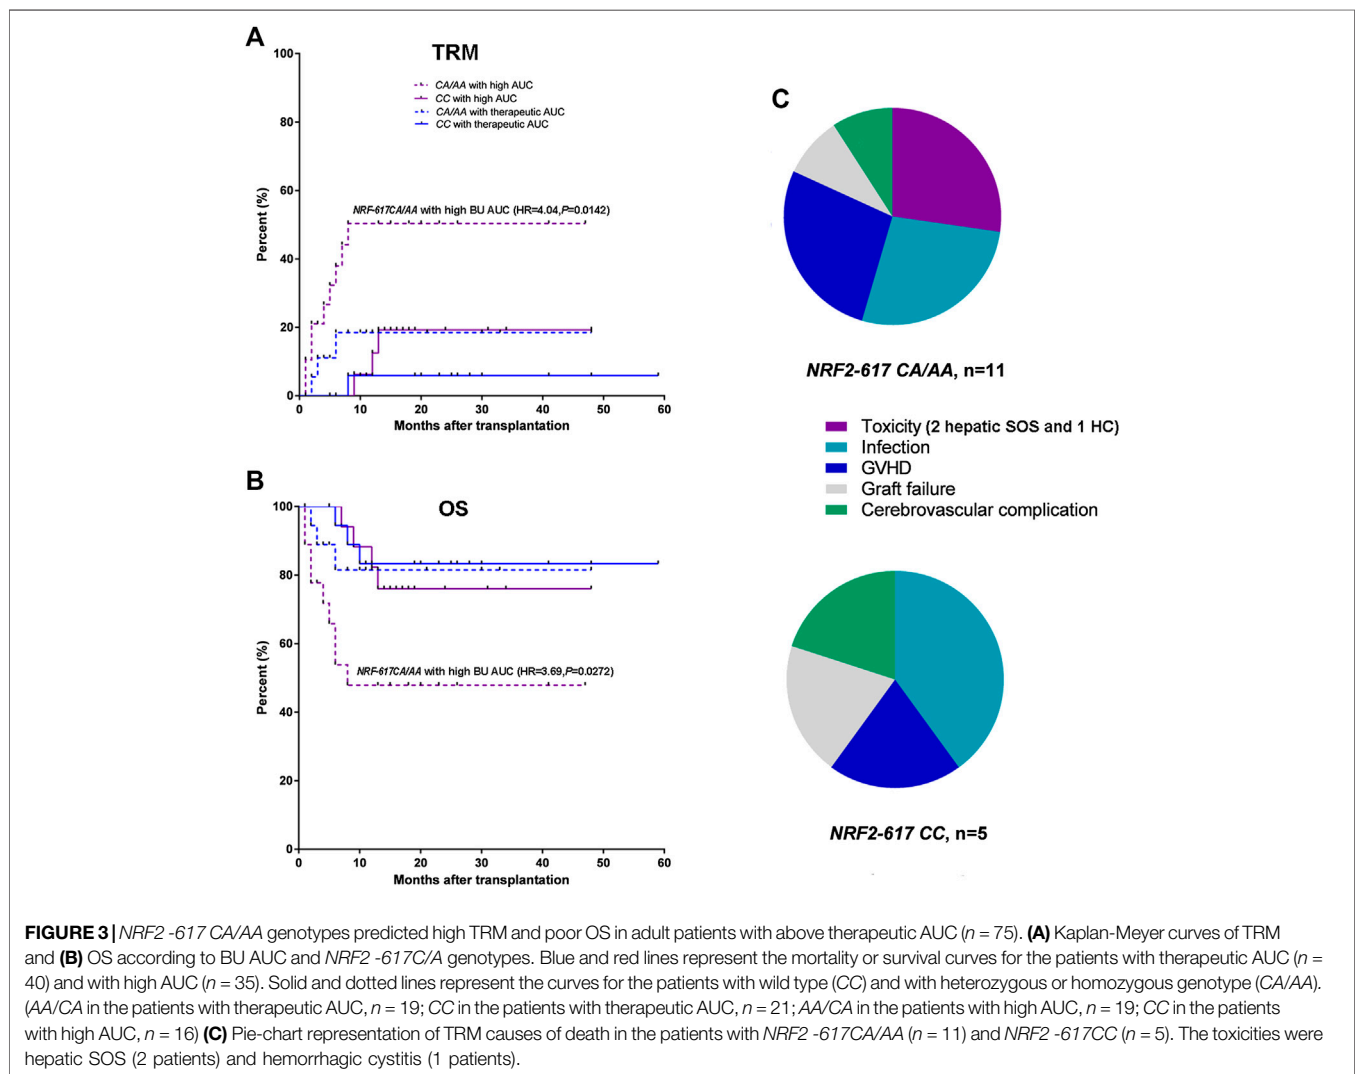 A
TRM
CA/AA with high AUC
CC with high AUC
CA/AA with therapeutic AUC
CC with therapeutic AUC
NRF-617CA/AA with high BU AUC (HR=4.04,P=0.0142)
Percent (%)
100
80
60
40
20
0
0 10 20 30 40 50 60
Months after transplantation
B
OS
NRF-617CA/AA with high BU AUC (HR=3.69,P=0.0272)
Percent (%)
100
80
60
40
20
0
0 10 20 30 40 50 60
Months after transplantation
C
NRF2-617 CA/AA, n=11
Toxicity (2 hepatic SOS and 1 HC)
Infection
GVHD
Graft failure
Cerebrovascular complication
NRF2-617 CC, n=5
FIGURE 3 | NRF2 -617 CA/AA genotypes predicted high TRM and poor OS in adult patients with above therapeutic AUC (n = 75). (A) Kaplan-Meyer curves of TRM
and (B) OS according to BU AUC and NRF2 -617C/A genotypes. Blue and red lines represent the mortality or survival curves for the patients with therapeutic AUC (n =
40) and with high AUC (n = 35). Solid and dotted lines represent the curves for the patients with wild type (CC) and with heterozygous or homozygous genotype (CA/AA).
(AA/CA in the patients with therapeutic AUC, n = 19; CC in the patients with therapeutic AUC, n = 21; AA/CA in the patients with high AUC, n = 19; CC in the patients
with high AUC, n = 16) (C) Pie-chart representation of TRM causes of death in the patients with NRF2 -617CA/AA (n = 11) and NRF2 -617CC (n = 5). The toxicities were
hepatic SOS (2 patients) and hemorrhagic cystitis (1 patients).